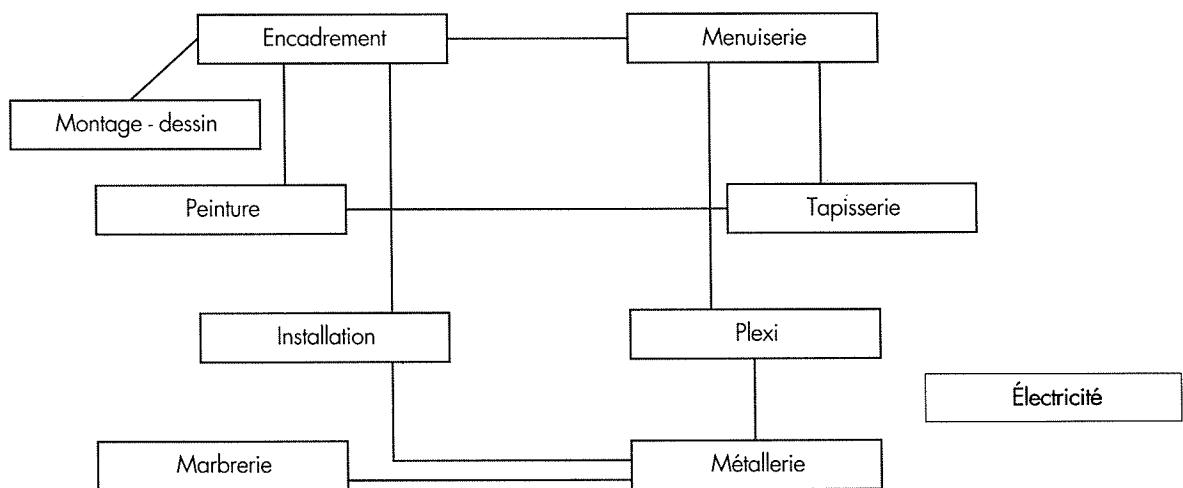 Encadrement
Menuiserie
Montage - dessin
Peinture
Tapisserie
Installation
Plexi
Électricité
Marbrerie
Métallerie